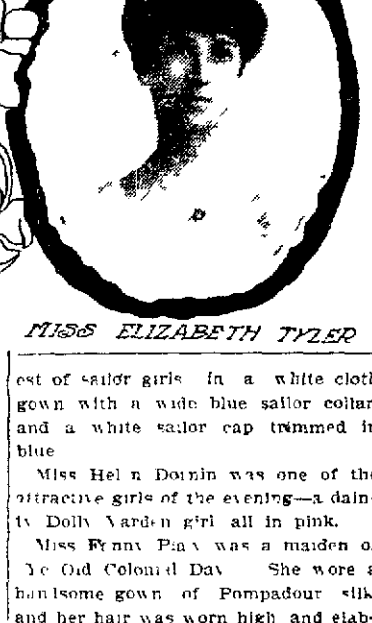 MISS ELIZABETH TYLER
est of sailor girls in a white cloth
gown with a wide blue sailor collar
and a white sailor cap trimmed in
blue
Miss Hel n Dornin was one of the
attractive girls of the evening—a dain-
ty Dolly Varden girl all in pink.
Miss Fanny was a maiden of
Ye Old Colonial Day She wore a
handsome gown of Pompadour silk
and her hair was worn high and elab-